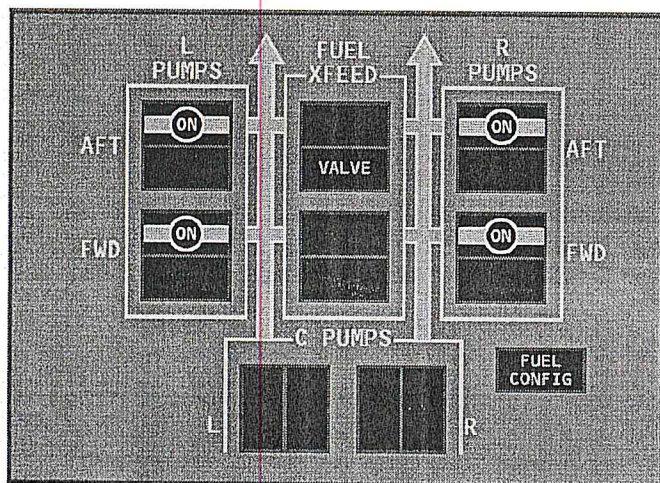 L
PUMPS
FUEL
XFEED
R
PUMPS
ON
ON
AFT
VALVE
AFT
ON
ON
FWD
FWD
C PUMPS
FUEL
CONFIG
L
R